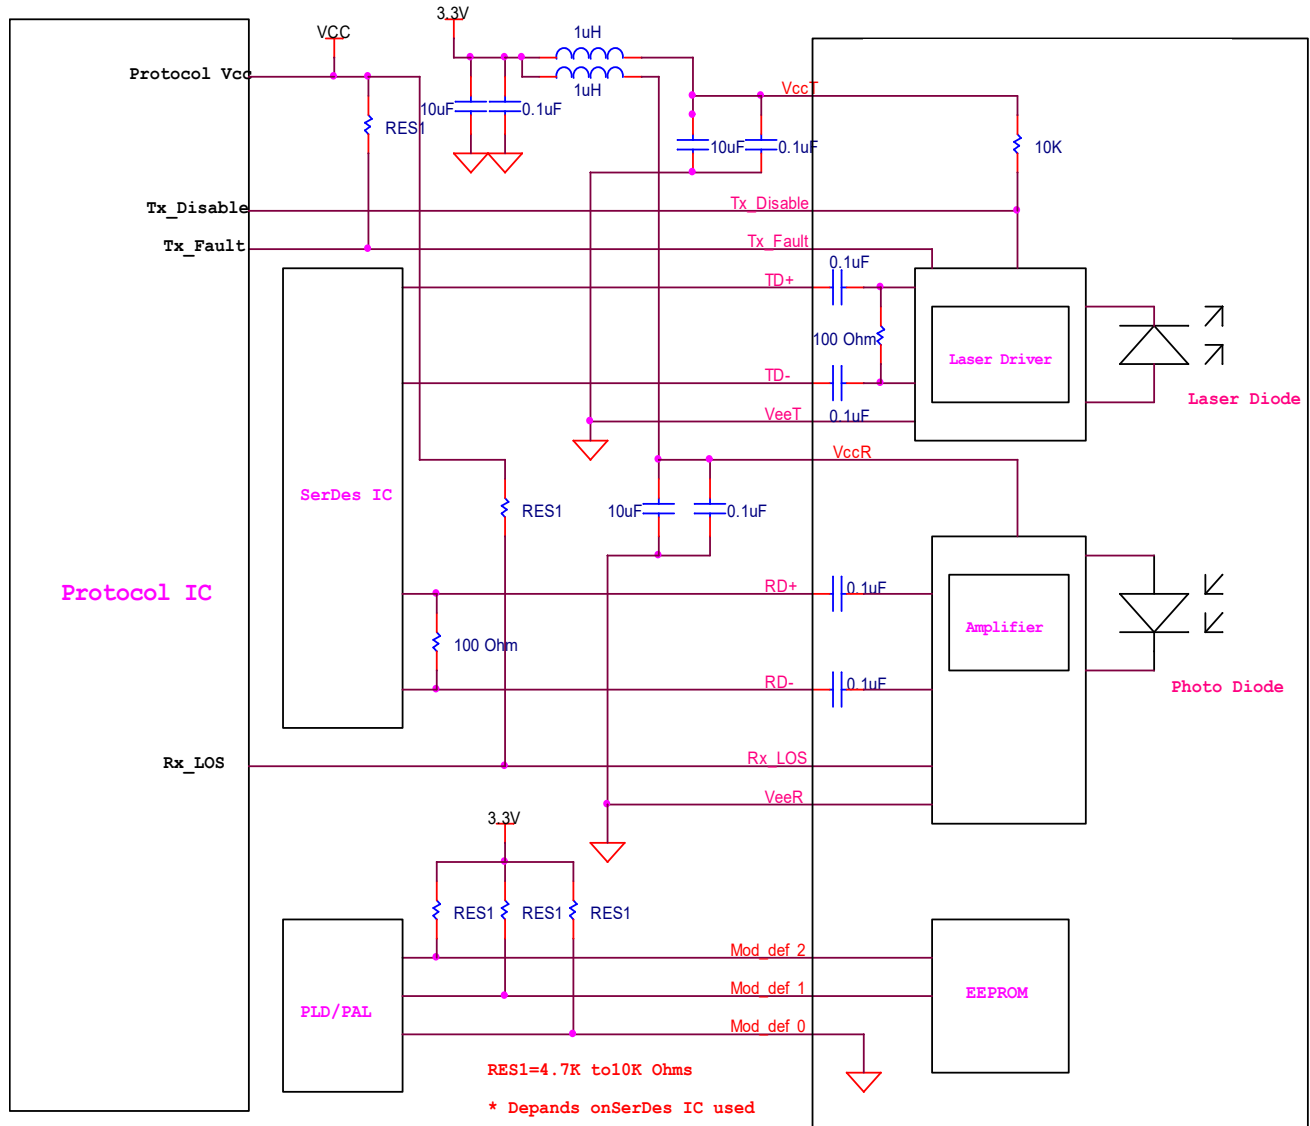 3.3V
VCC
1uH
Protocol Vcc
1uH
VccT
10uF
0.1uF
RES1
10uF
0.1uF
10K
Tx_Disable
Tx_Disable
Tx_Fault
Tx_Fault
0.1uF
TD+
100 Ohm
Laser Driver
TD-
Laser Diode
VeeT
0.1uF
VccR
SerDes IC
RES1
10uF
0.1uF
Protocol IC
RD+
0.1uF
Amplifier
100 Ohm
RD-
0.1uF
Photo Diode
Rx_LOS
Rx_LOS
VeeR
3.3V
RES1
RES1
RES1
Mod_def 2
Mod_def 1
EEPROM
PLD/PAL
Mod_def 0
RES1=4.7K to10K Ohms
* Depands onSerDes IC used